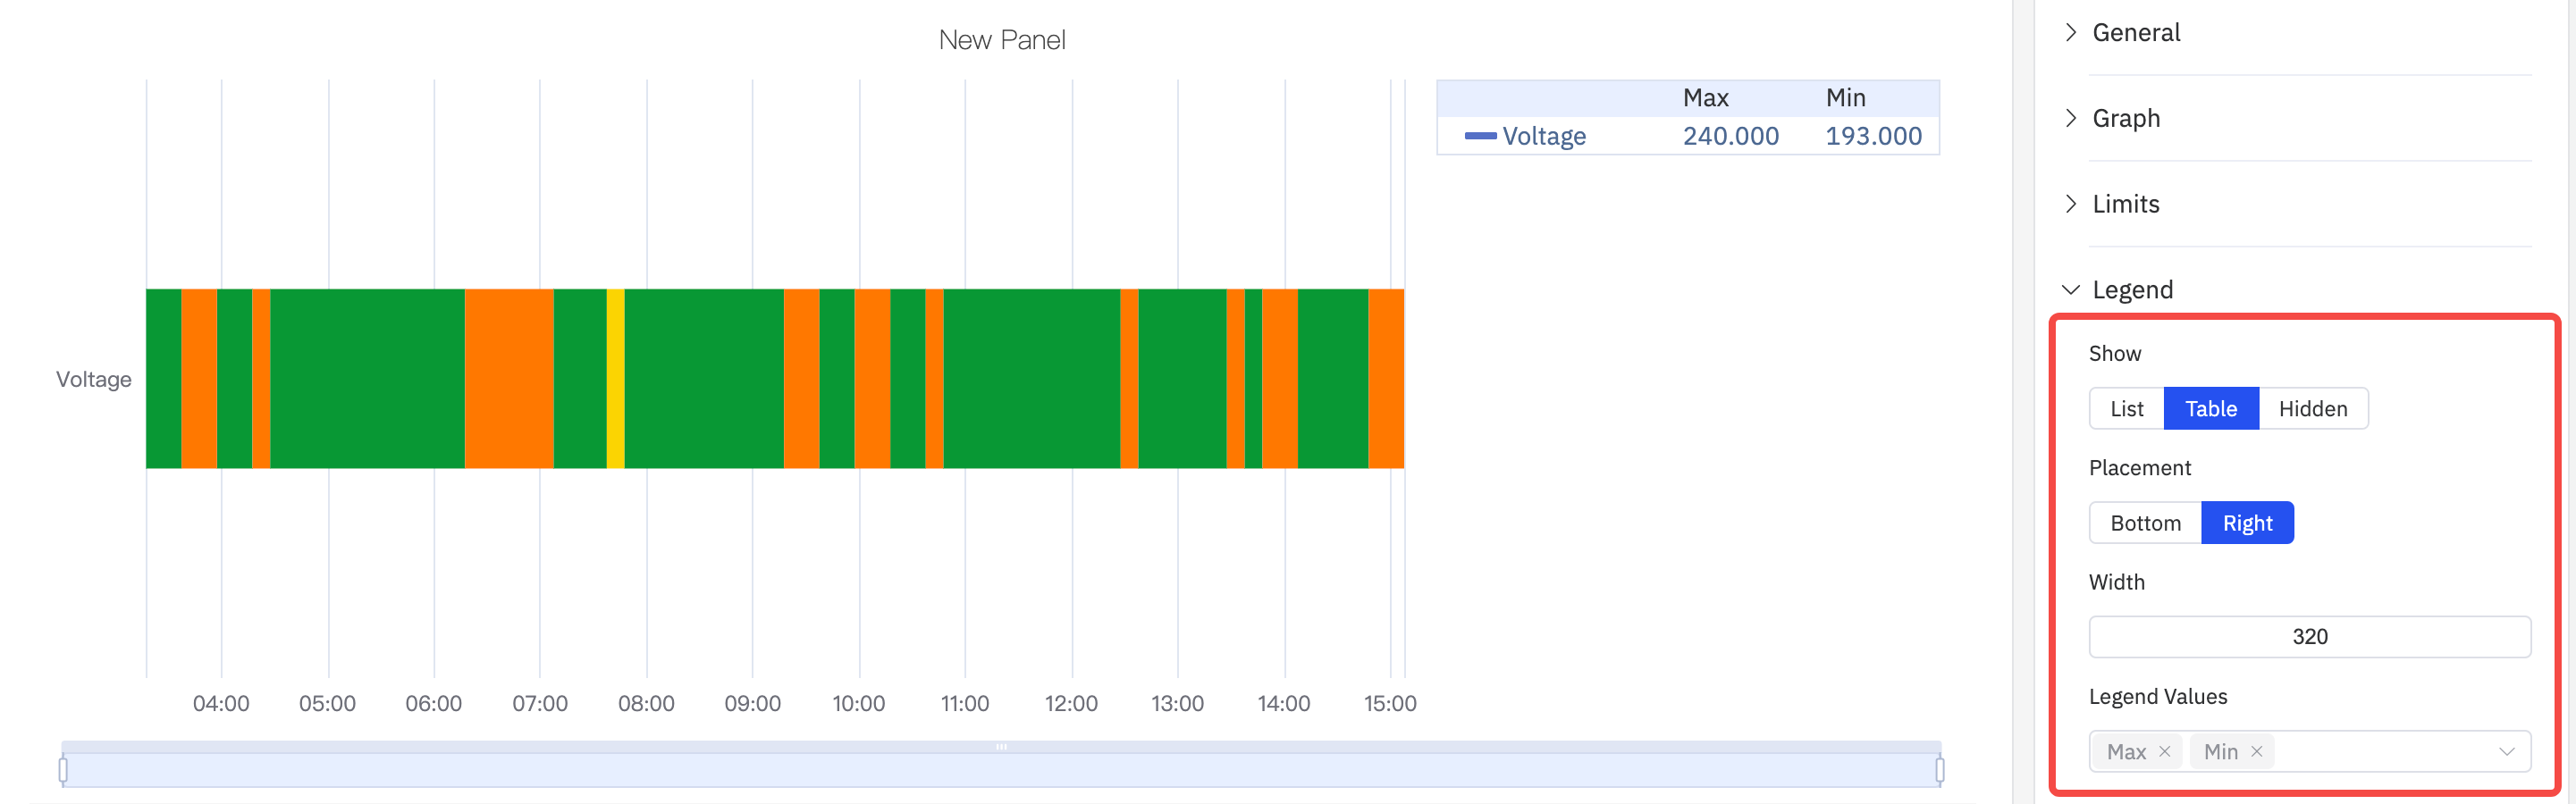 New Panel
Max Min
Voltage 240.000 193.000
Voltage
04:00 05:00 06:00 07:00 08:00 09:00 10:00 11:00 12:00 13:00 14:00 15:00
General
Graph
Limits
Legend
Show
List Table Hidden
Placement
Bottom Right
Width
320
Legend Values
Max × Min ×